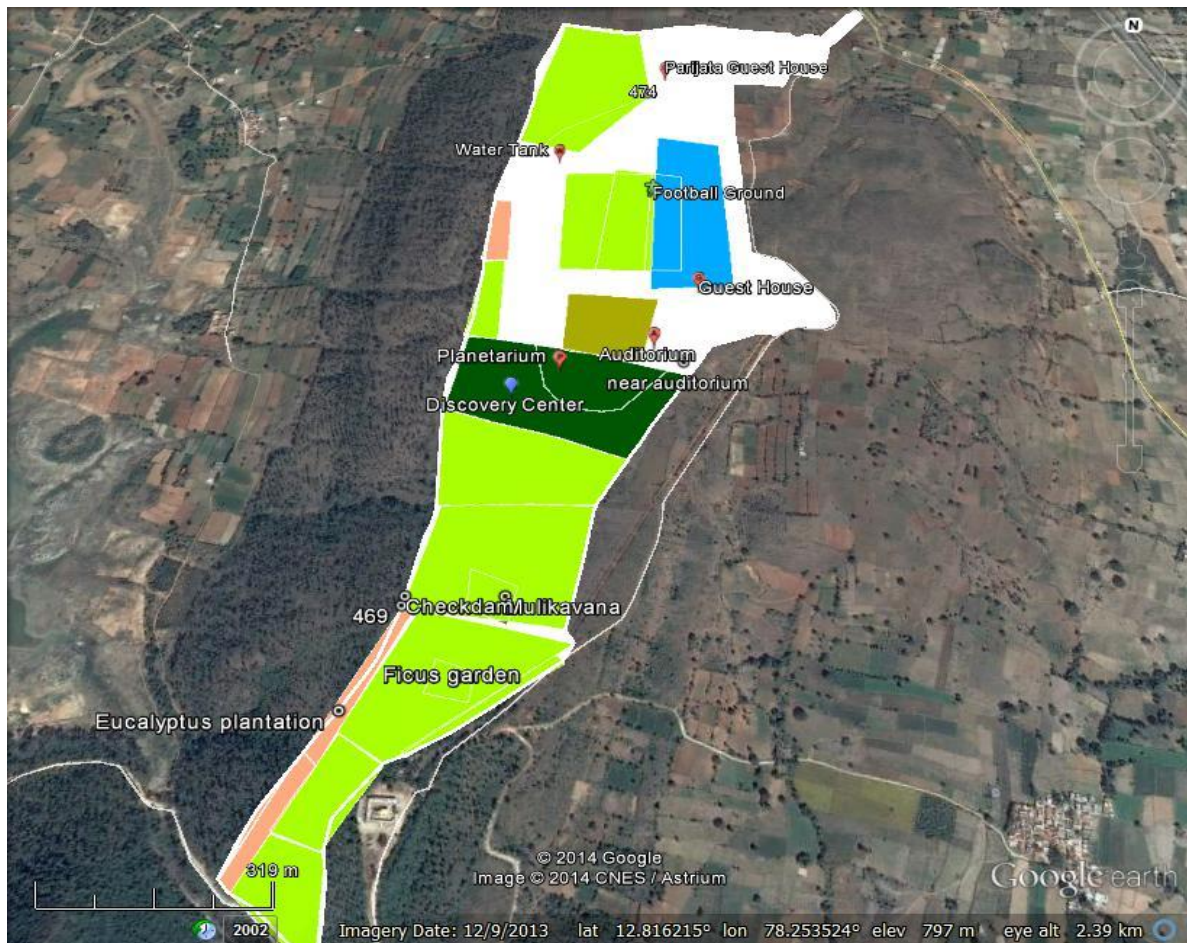 N
Parijata Guest House
474
Water Tank
Football Ground
Guest House
Planetarium
Auditorium
near auditorium
Discovery Center
469
Checkdam
Mulikavana
Ficus garden
Eucalyptus plantation
319 m
© 2014 Google
Image © 2014 CNES / Astrium
Google earth
2002
Imagery Date: 12/9/2013 lat 12.816215° lon 78.253524° elev 797 m eye alt 2.39 km